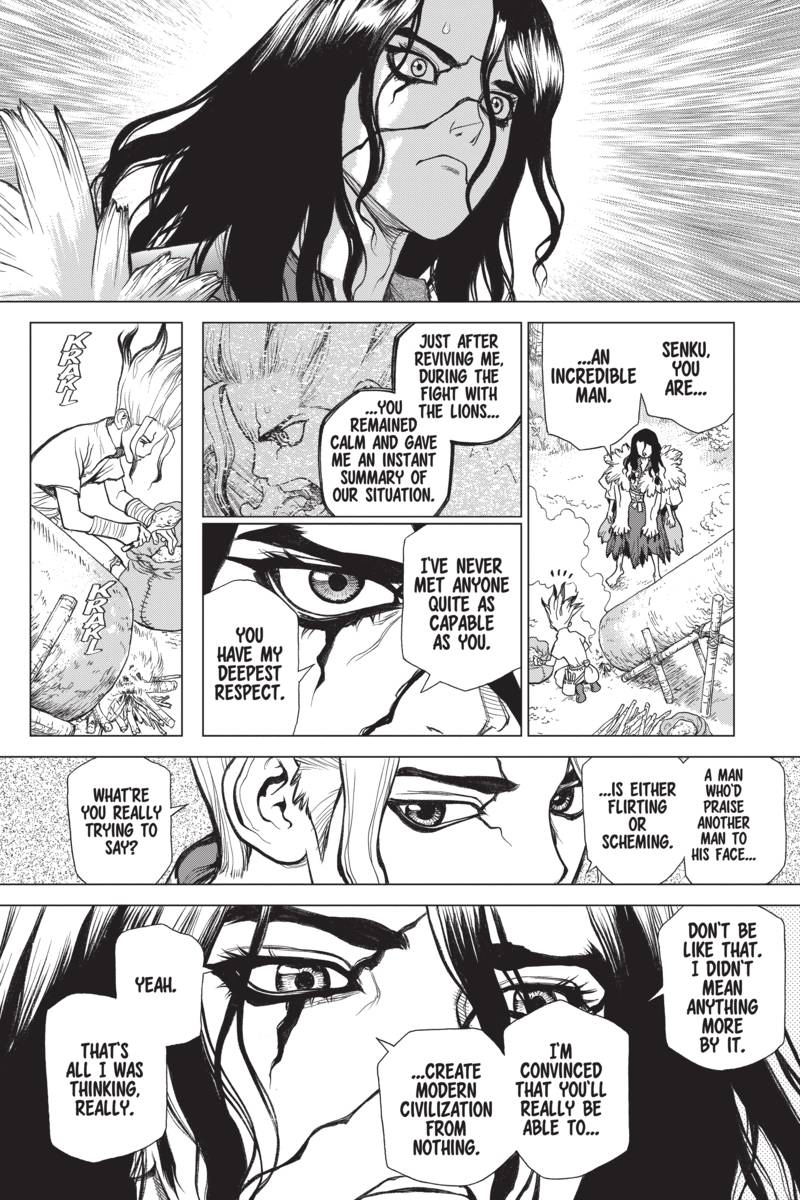 SENKU,
YOU
ARE...
...AN
INCREDIBLE
MAN.
JUST AFTER
REVIVING ME,
DURING THE
FIGHT WITH
THE LIONS...
...YOU
REMAINED
CALM AND GAVE
ME AN INSTANT
SUMMARY OF
OUR SITUATION.
I'VE NEVER
MET ANYONE
QUITE AS
CAPABLE
AS YOU.
YOU
HAVE MY
DEEPEST
RESPECT.
KRAKL
KRAKL
A MAN
WHO'D
PRAISE
ANOTHER
MAN TO
HIS FACE...
...IS EITHER
FLIRTING
OR
SCHEMING.
WHAT'RE
YOU REALLY
TRYING TO
SAY?
DON'T BE
LIKE THAT.
I DIDN'T
MEAN
ANYTHING
MORE
BY IT.
I'M
CONVINCED
THAT YOU'LL
REALLY BE
ABLE TO...
...CREATE
MODERN
CIVILIZATION
FROM
NOTHING.
YEAH.
THAT'S
ALL I WAS
THINKING,
REALLY.